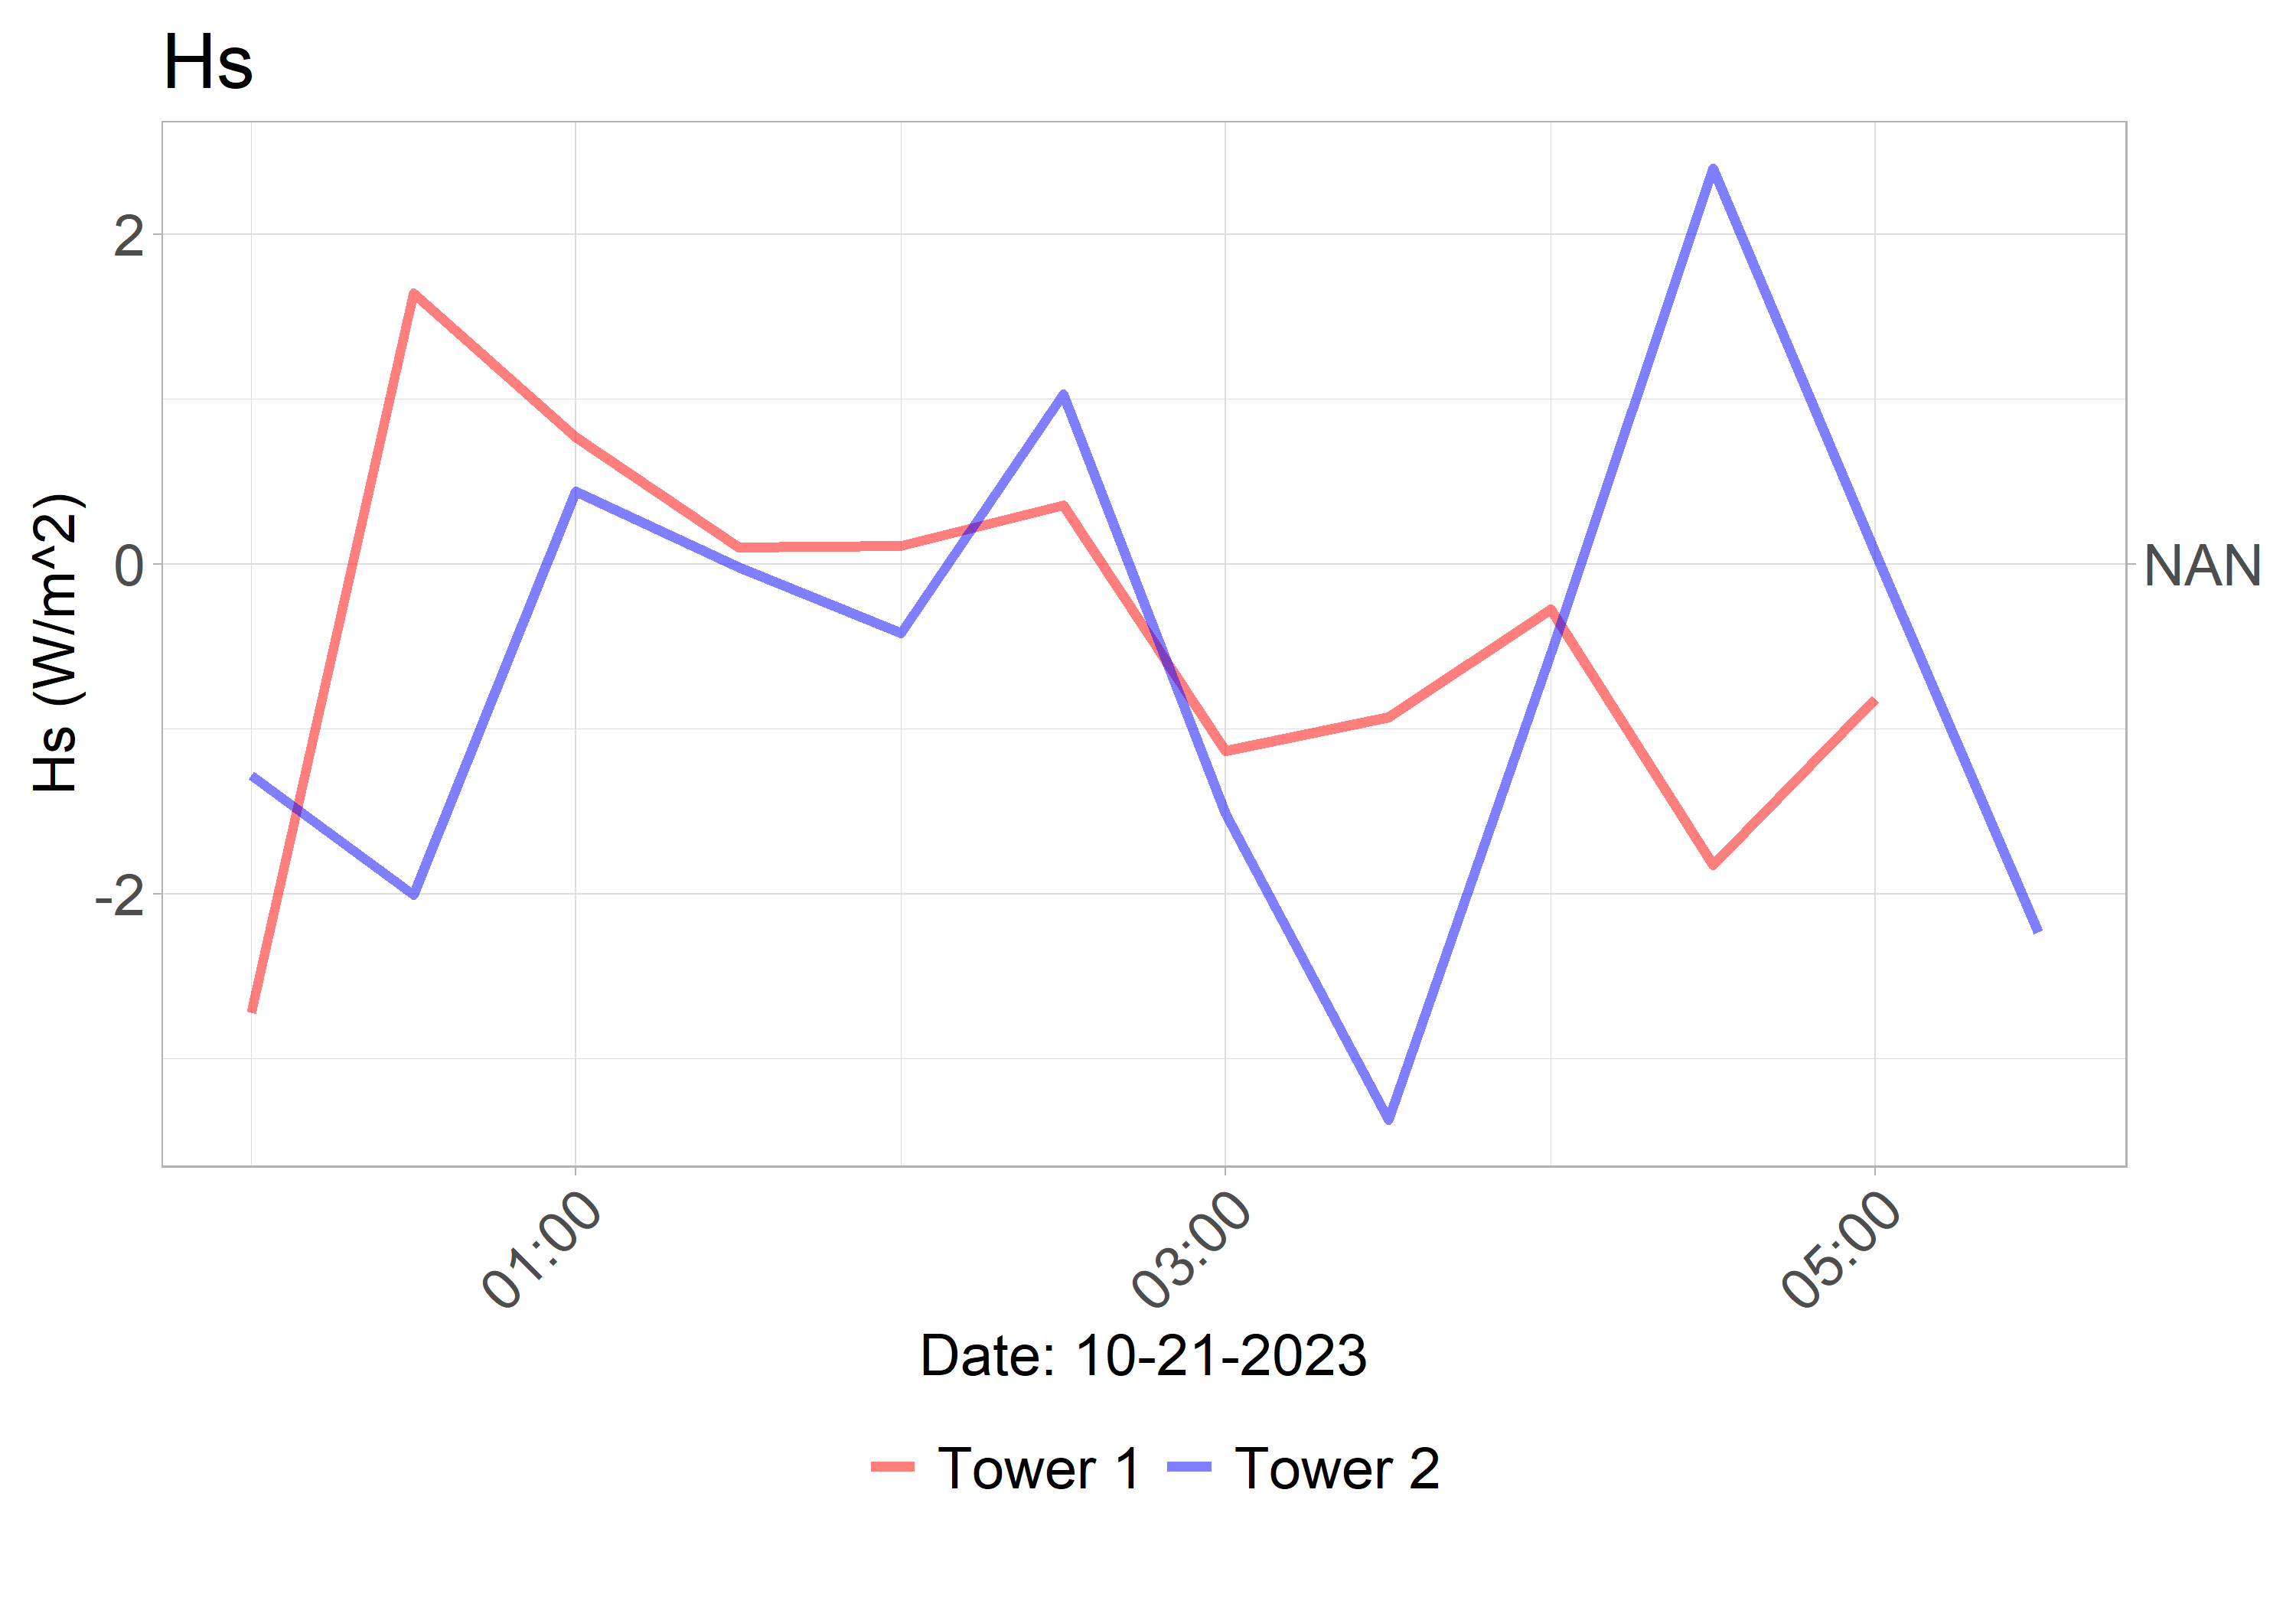 Hs
Hs (W/m^2)
2
0
-2
NAN
01:00
03:00
05:00
Date: 10-21-2023
Tower 1
Tower 2